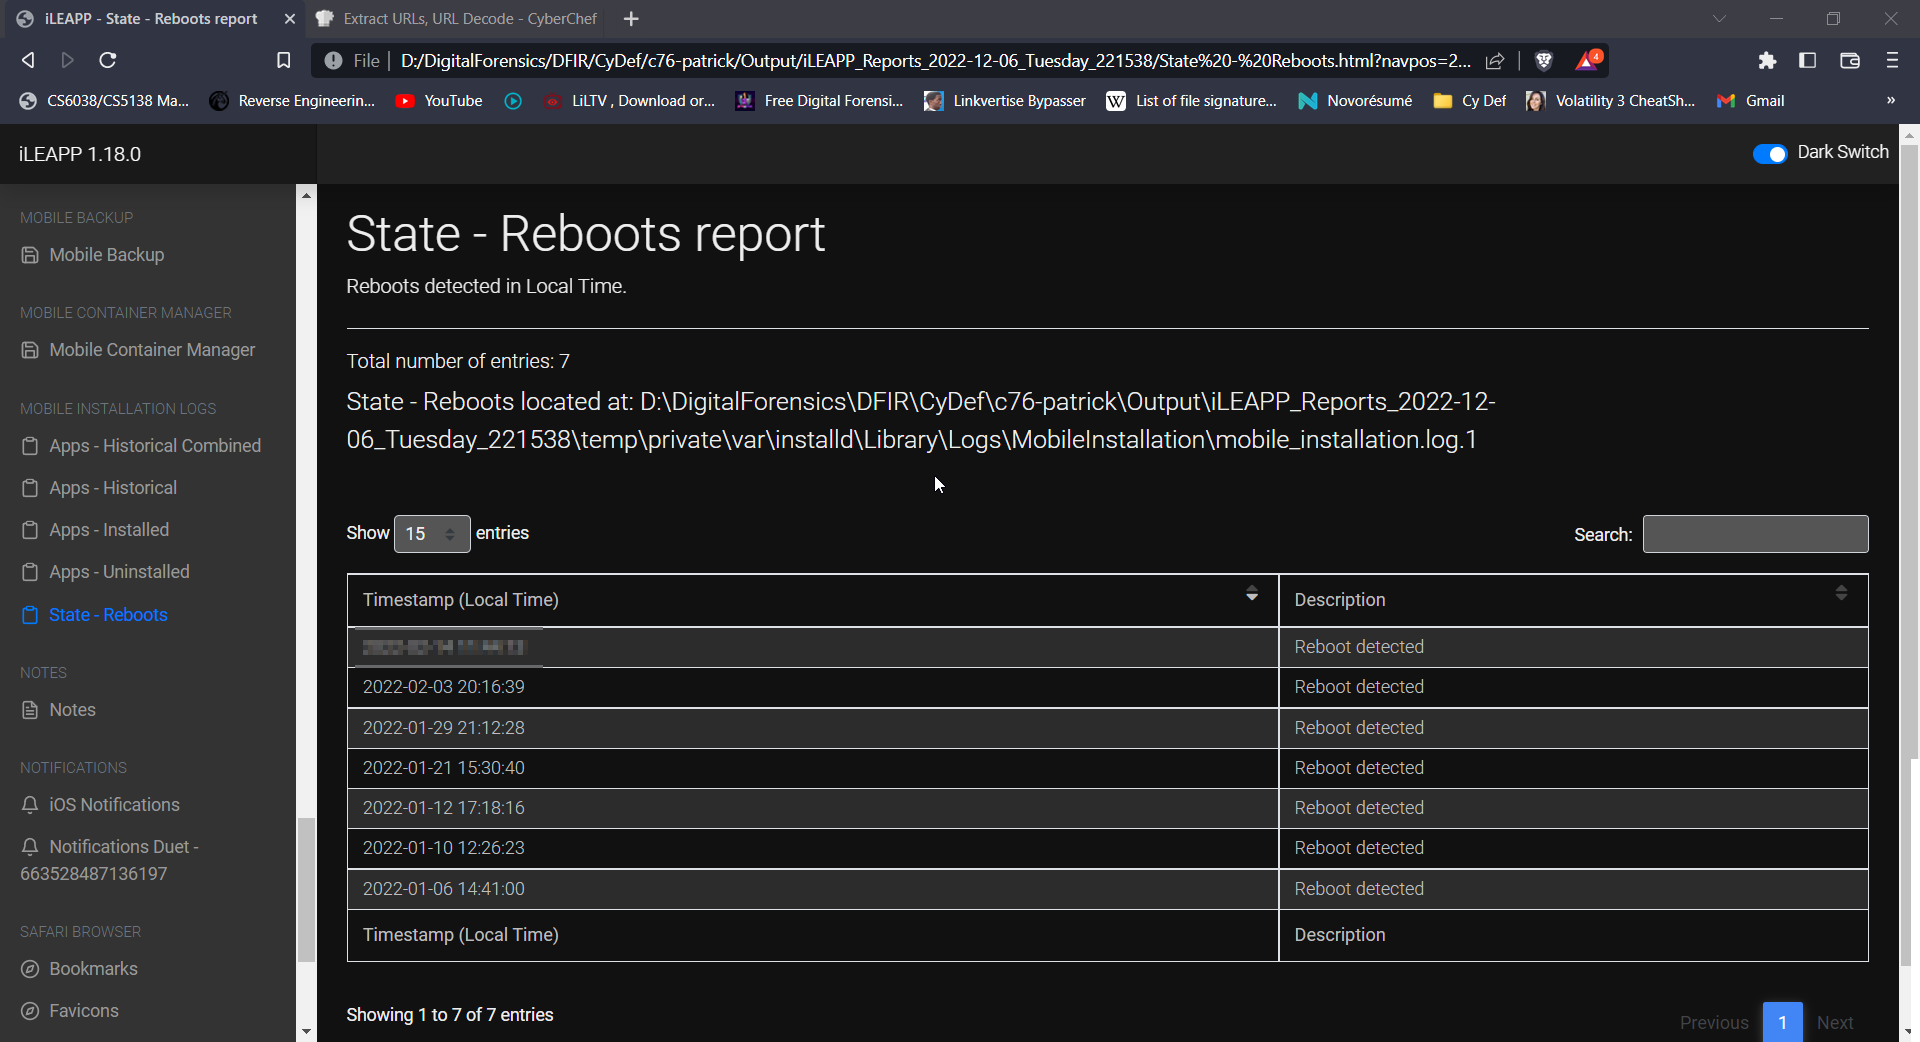 iLEAPP - State - Reboots report
Extract URLs, URL Decode - CyberChef
File D:/DigitalForensics/DFIR/CyDef/c76-patrick/Output/iLEAPP_Reports_2022-12-06_Tuesday_221538/State%20-%20Reboots.html?navpos=2...
4
CS6038/CS5138 Ma... Reverse Engineerin... YouTube LiLTV , Download or... Free Digital Forensi... Linkvertise Bypasser List of file signature... Novorésumé Cy Def Volatility 3 CheatSh... Gmail »
iLEAPP 1.18.0
Dark Switch
MOBILE BACKUP
Mobile Backup
MOBILE CONTAINER MANAGER
Mobile Container Manager
MOBILE INSTALLATION LOGS
Apps - Historical Combined
Apps - Historical
Apps - Installed
Apps - Uninstalled
State - Reboots
NOTES
Notes
NOTIFICATIONS
iOS Notifications
Notifications Duet -
663528487136197
SAFARI BROWSER
Bookmarks
Favicons
State - Reboots report
Reboots detected in Local Time.
Total number of entries: 7
State - Reboots located at: D:\DigitalForensics\DFIR\CyDef\c76-patrick\Output\iLEAPP_Reports_2022-12-
06_Tuesday_221538\temp\private\var\installd\Library\Logs\MobileInstallation\mobile_installation.log.1
Show 15 entries
Search:
Timestamp (Local Time) Description
Reboot detected
2022-02-03 20:16:39 Reboot detected
2022-01-29 21:12:28 Reboot detected
2022-01-21 15:30:40 Reboot detected
2022-01-12 17:18:16 Reboot detected
2022-01-10 12:26:23 Reboot detected
2022-01-06 14:41:00 Reboot detected
Timestamp (Local Time) Description
Showing 1 to 7 of 7 entries
Previous 1 Next